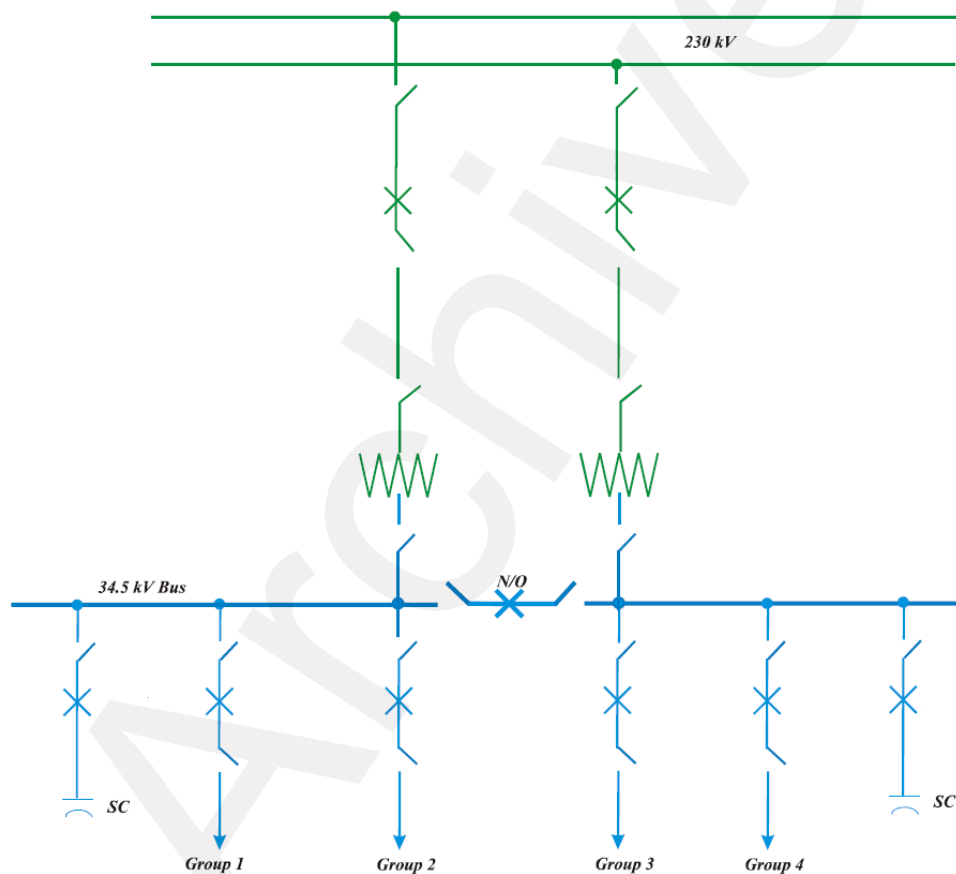 230 kV
N/O
34.5 kV Bus
SC
SC
Group 1
Group 2
Group 3
Group 4
Archive